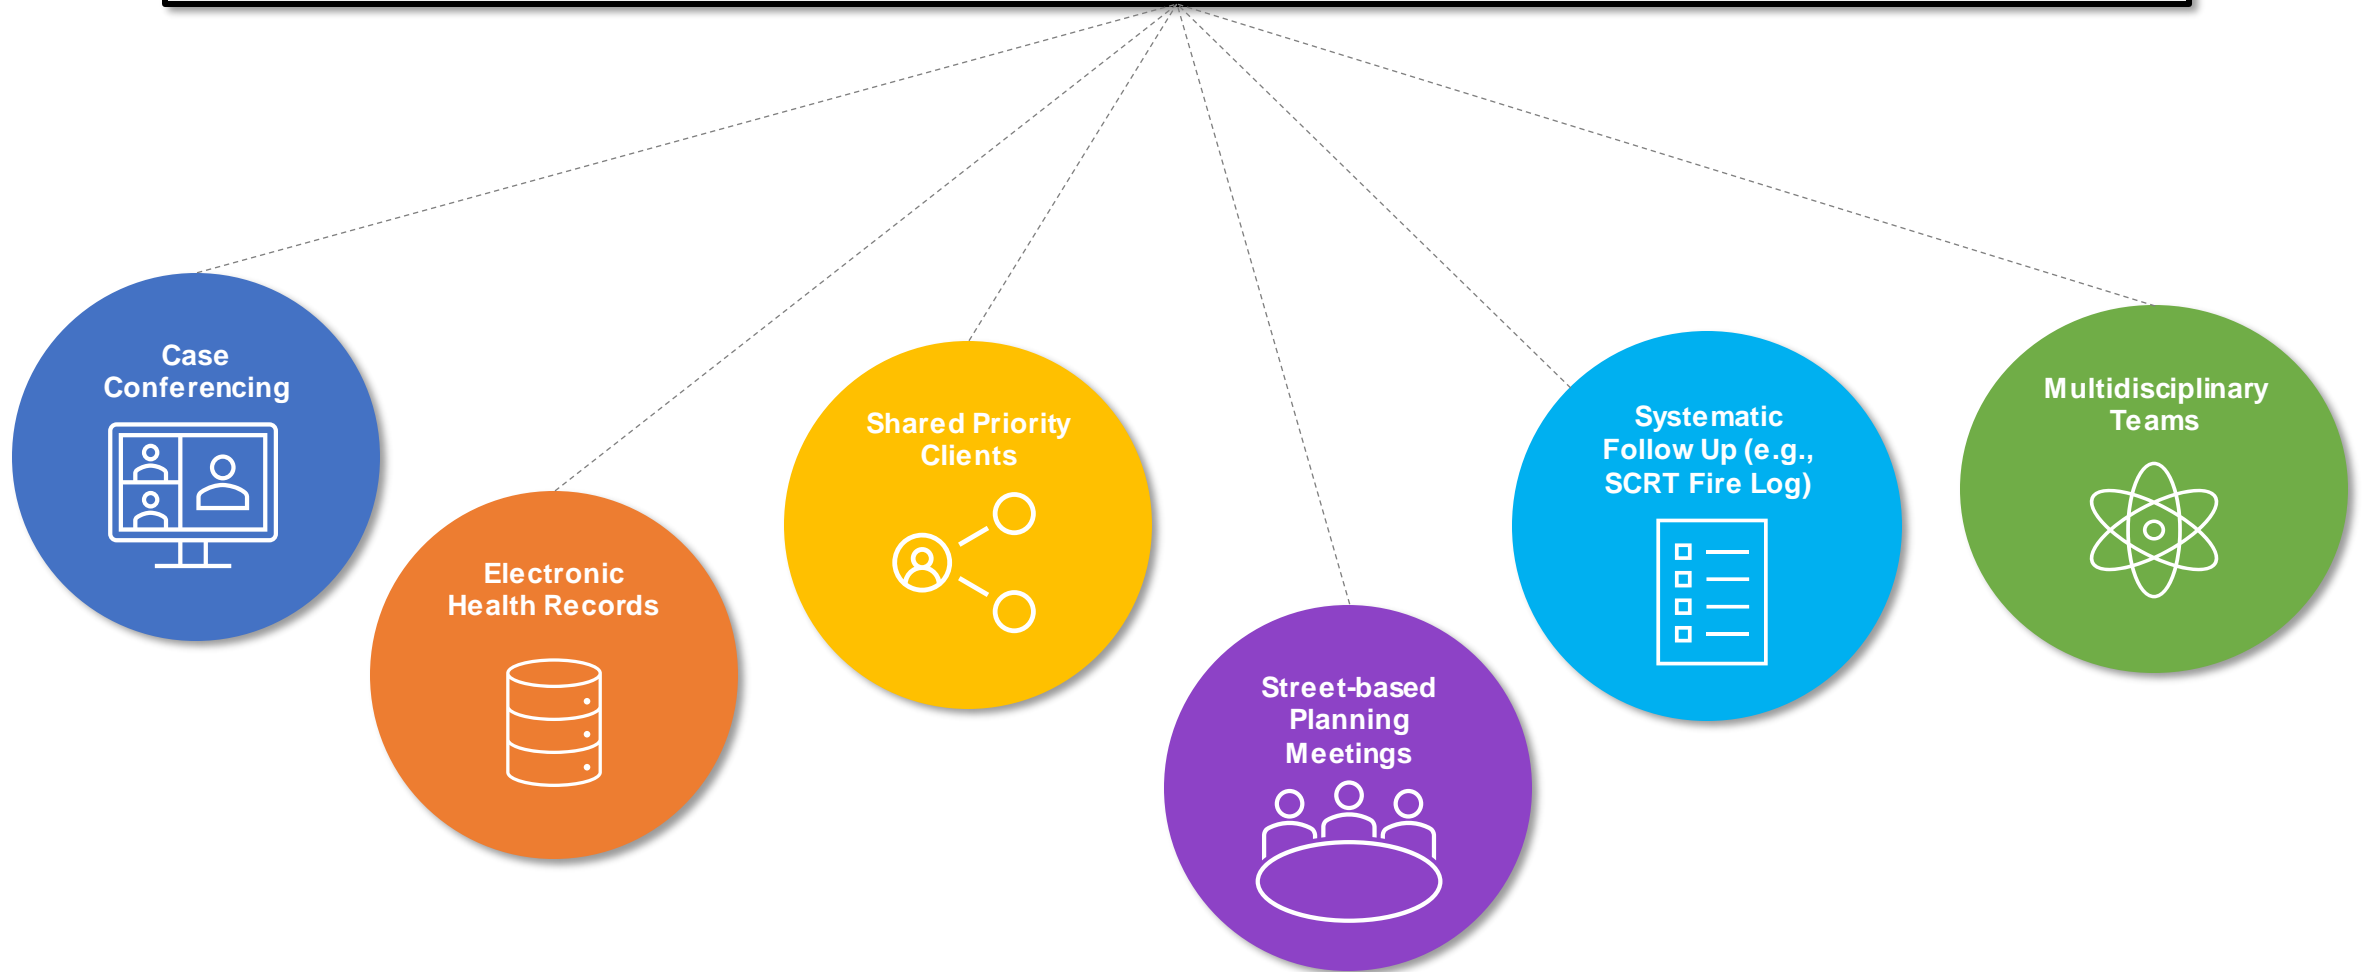 Case
Conferencing
Electronic
Health Records
Shared Priority
Clients
Street-based
Planning
Meetings
Systematic
Follow Up (e.g.,
SCRT Fire Log)
Multidisciplinary
Teams